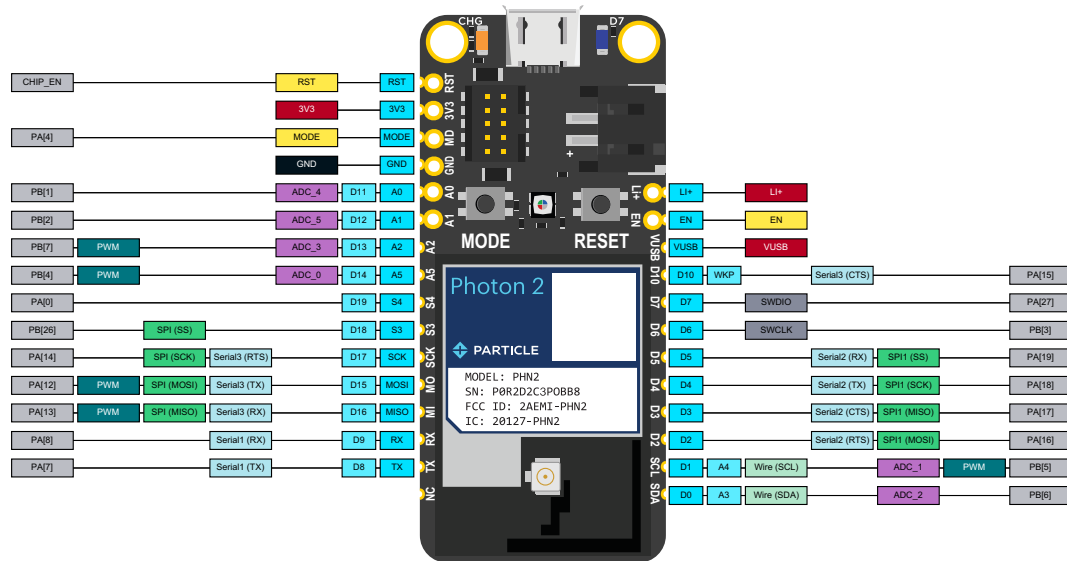 CHG D7
CHIP_EN RST RST RST
3V3 3V3 3V3
PA[4] MODE MODE MD
GND GND GND
PB[1] ADC_4 D11 A0 A0 LI+ LI+ LI+
PB[2] ADC_5 D12 A1 A1 EN EN EN
MODE RESET
PB[7] PWM ADC_3 D13 A2 A2 VUSB VUSB VUSB
PB[4] PWM ADC_0 D14 A5 A5 D10 D10 WKP Serial3 (CTS) PA[15]
Photon 2
PA[0] D19 S4 S4 D7 D7 SWDIO PA[27]
PB[26] SPI (SS) D18 S3 S3 D6 D6 SWCLK PB[3]
PARTICLE
PA[14] SPI (SCK) Serial3 (RTS) D17 SCK SCK D5 D5 Serial2 (RX) SPI1 (SS) PA[19]
MODEL: PHN2
PA[12] PWM SPI (MOSI) Serial3 (TX) D15 MOSI MO D4 D4 Serial2 (TX) SPI1 (SCK) PA[18]
SN: P0R2D2C3POBB8
FCC ID: 2AEMI-PHN2
PA[13] PWM SPI (MISO) Serial3 (RX) D16 MISO MI D3 D3 Serial2 (CTS) SPI1 (MISO) PA[17]
IC: 20127-PHN2
PA[8] Serial1 (RX) D9 RX RX D2 D2 Serial2 (RTS) SPI1 (MOSI) PA[16]
PA[7] Serial1 (TX) D8 TX TX SCL D1 A4 Wire (SCL) ADC_1 PWM PB[5]
NC SDA D0 A3 Wire (SDA) ADC_2 PB[6]